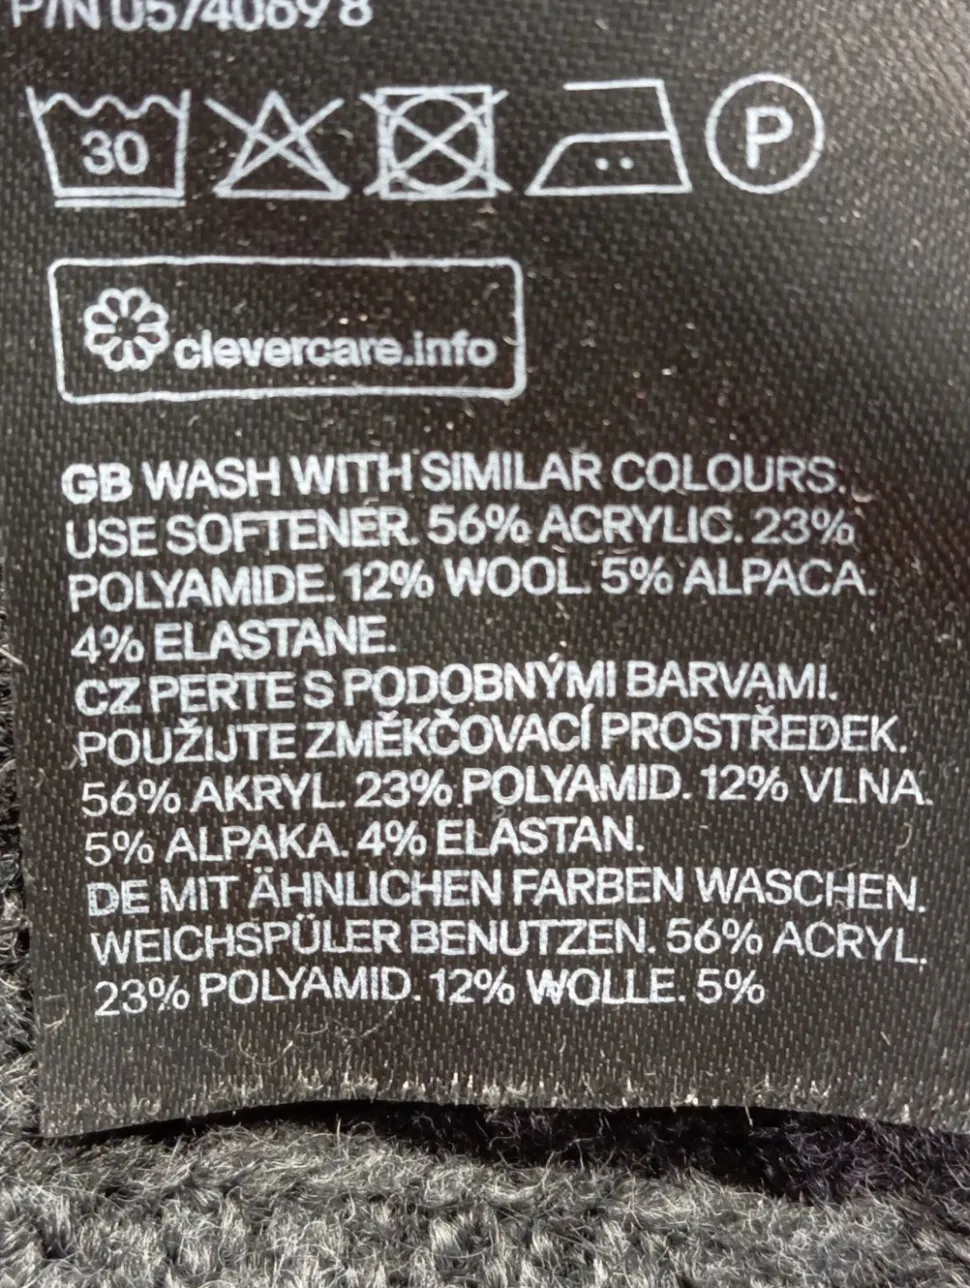 P/N 05740698
30
P
clevercare.info
GB WASH WITH SIMILAR COLOURS.
USE SOFTENER. 56% ACRYLIC. 23%
POLYAMIDE. 12% WOOL. 5% ALPACA.
4% ELASTANE.
CZ PERTE S PODOBNÝMI BARVAMI.
POUŽIJTE ZMĚKČOVACÍ PROSTŘEDEK.
56% AKRYL. 23% POLYAMID. 12% VLNA.
5% ALPAKA. 4% ELASTAN.
DE MIT ÄHNLICHEN FARBEN WASCHEN.
WEICHSPÜLER BENUTZEN. 56% ACRYL.
23% POLYAMID. 12% WOLLE. 5%